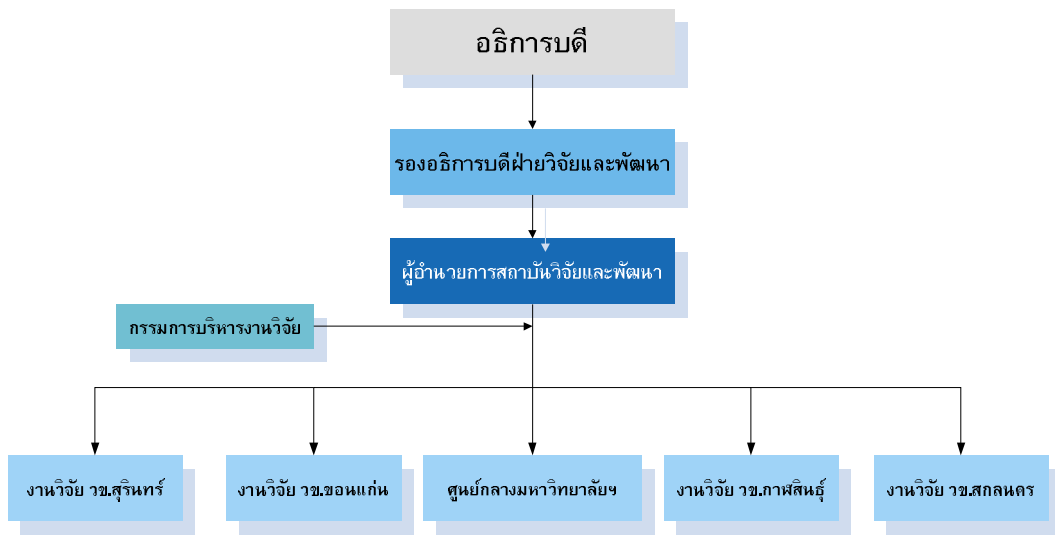 อธิการบดี
รองอธิการบดีฝ่ายวิจัยและพัฒนา
ผู้อำนวยการสถาบันวิจัยและพัฒนา
กรรมการบริหารงานวิจัย
งานวิจัย วข.สุรินทร์
งานวิจัย วข.ขอนแก่น
ศูนย์กลางมหาวิทยาลัยฯ
งานวิจัย วข.กาฬสินธุ์
งานวิจัย วข.สกลนคร